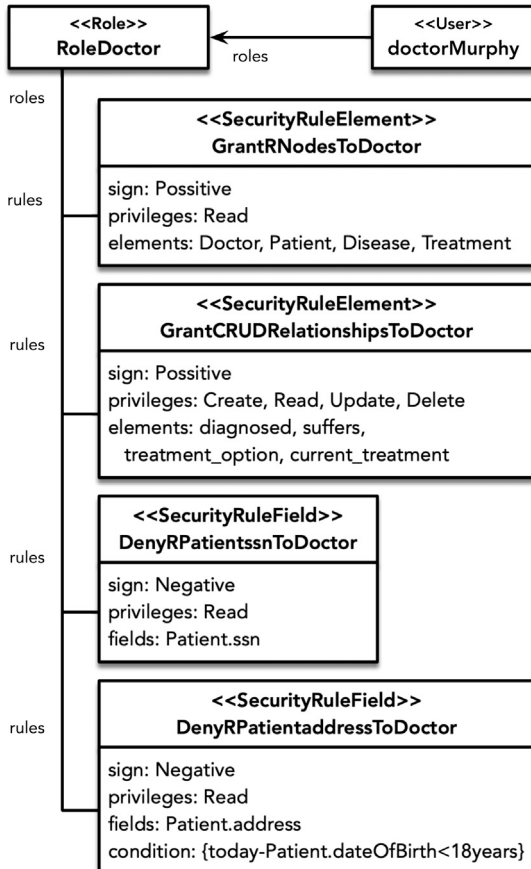 <<Role>>
RoleDoctor
<<User>>
doctorMurphy
roles
roles
<<SecurityRuleElement>>
GrantRNodesToDoctor
rules
sign: Possitive
privileges: Read
elements: Doctor, Patient, Disease, Treatment
<<SecurityRuleElement>>
GrantCRUDRelationshipsToDoctor
rules
sign: Possitive
privileges: Create, Read, Update, Delete
elements: diagnosed, suffers,
treatment_option, current_treatment
<<SecurityRuleField>>
DenyRPatientssnToDoctor
rules
sign: Negative
privileges: Read
fields: Patient.ssn
<<SecurityRuleField>>
DenyRPatientaddressToDoctor
rules
sign: Negative
privileges: Read
fields: Patient.address
condition: {today-Patient.dateOfBirth<18years}